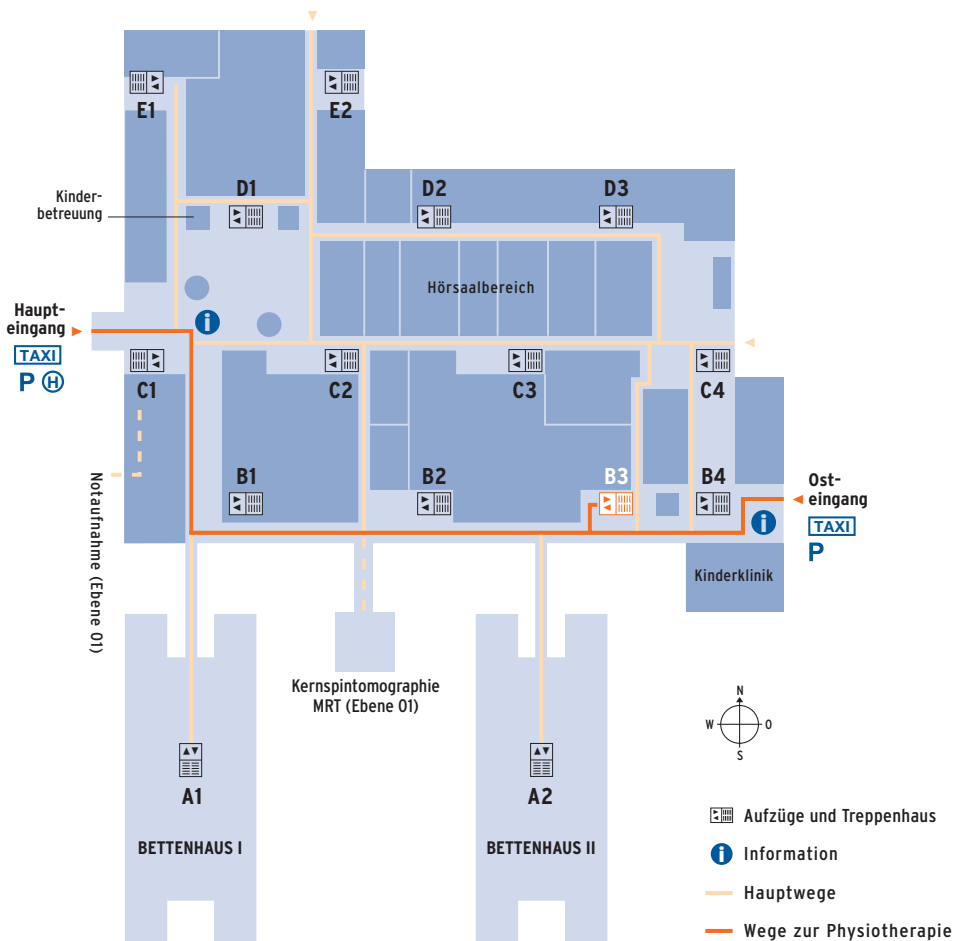 E1
E2
D1
D2
D3
Kinder-
betreuung
Hörsaalbereich
Haupt-
eingang
TAXI
P H
i
C1
C2
C3
C4
B1
B2
B3
B4
Ost-
eingang
i
TAXI
P
Notaufnahme (Ebene 01)
Kinderklinik
Kernspintomographie
MRT (Ebene 01)
N
W O
S
A1
A2
BETTENHAUS I
BETTENHAUS II
Aufzüge und Treppenhaus
i Information
Hauptwege
Wege zur Physiotherapie